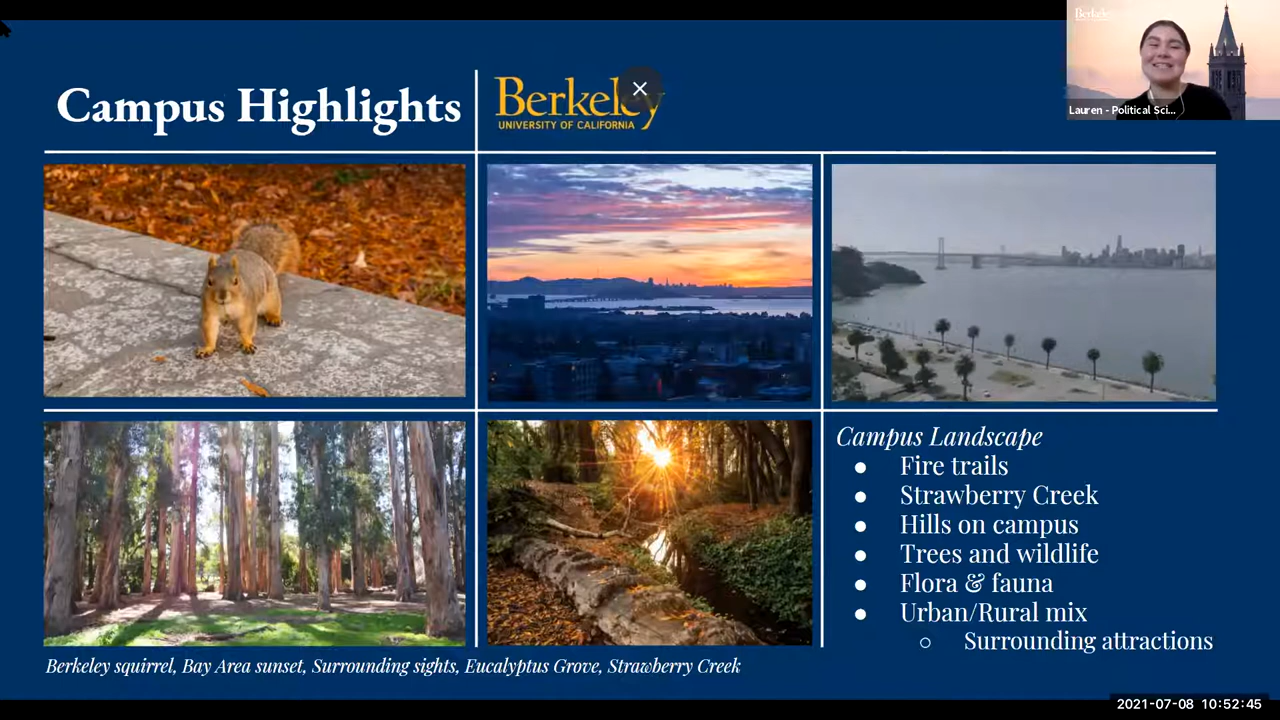 Campus Highlights
Berkeley
UNIVERSITY OF CALIFORNIA
Berkeley
Lauren - Political Sci...
Campus Landscape
● Fire trails
● Strawberry Creek
● Hills on campus
● Trees and wildlife
● Flora & fauna
● Urban/Rural mix
○ Surrounding attractions
Berkeley squirrel, Bay Area sunset, Surrounding sights, Eucalyptus Grove, Strawberry Creek
2021-07-08 10:52:45